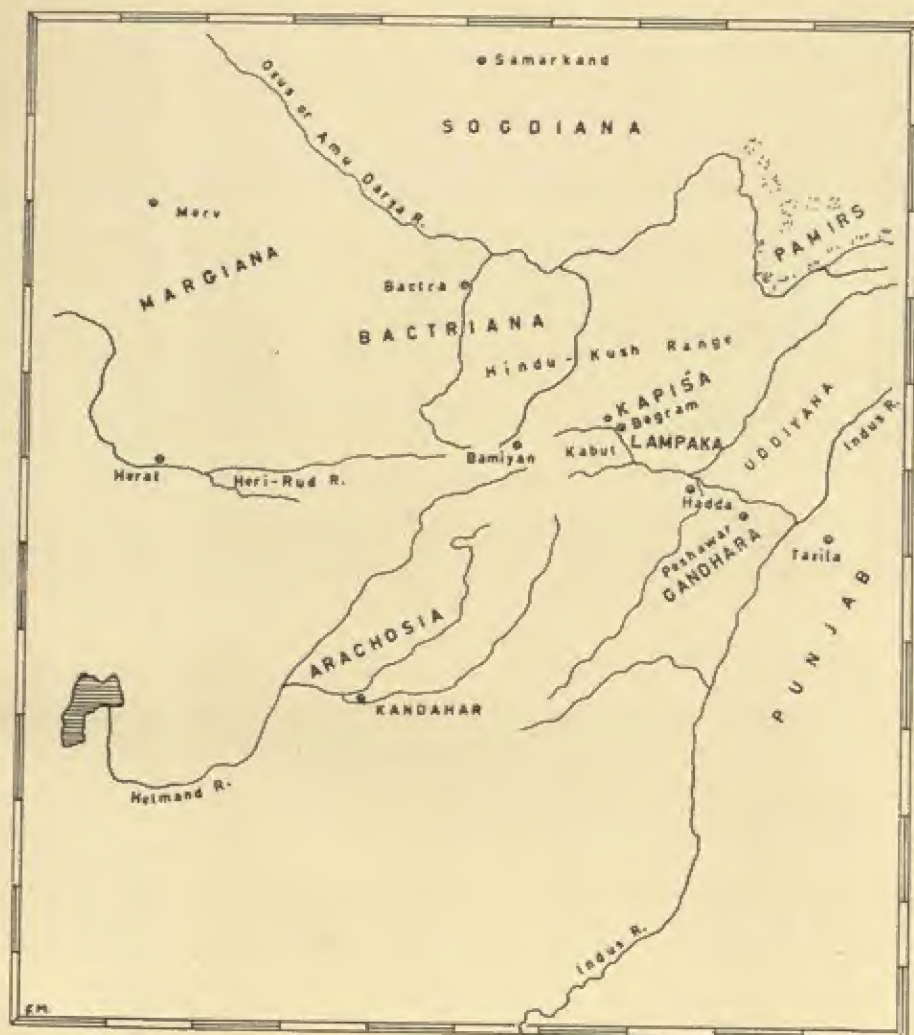 Samarkand
SOGDIANA
Oxus or Amu Darya R.
Merv
MARGIANA
PAMIRS
Bactra
BACTRIANA
Hindu-Kush Range
KAPIŚA
Begram
LAMPAKA
UDDIYANA
Indus R.
Herat
Heri-Rud R.
Bamiyan
Kabul
Hadda
Peshawar
GANDHARA
Taxila
PUNJAB
ARACHOSIA
KANDAHAR
Helmand R.
Indus R.
F.M.